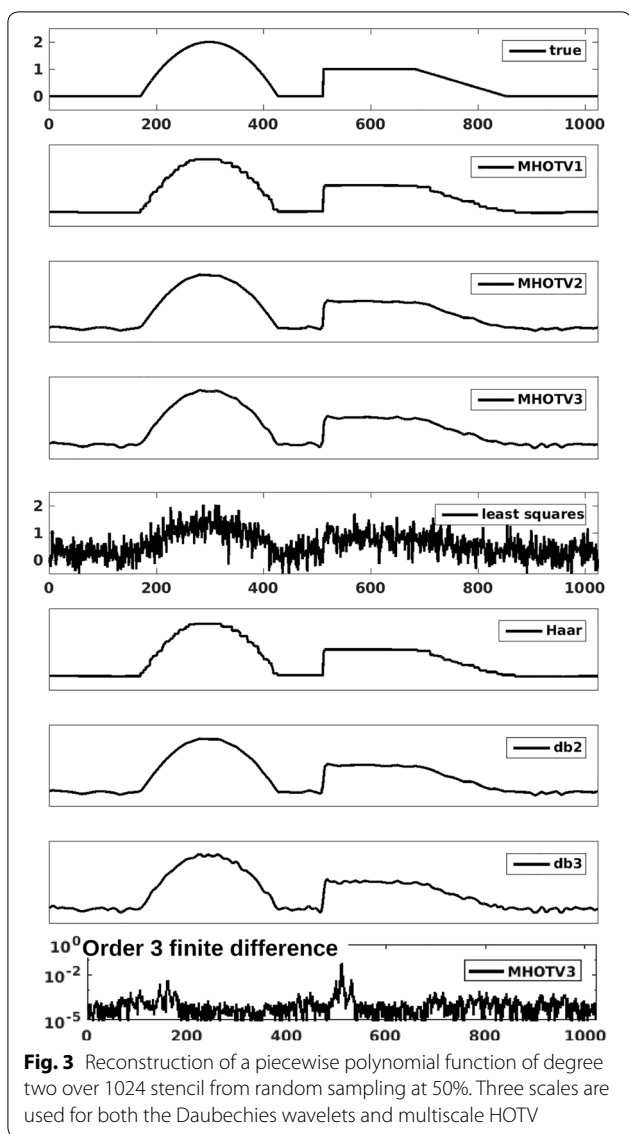 2
1
0
true
0 200 400 600 800 1000
MHOTV1
MHOTV2
MHOTV3
2
1
0
least squares
0 200 400 600 800 1000
Haar
db2
db3
10^0
Order 3 finite difference
10^-2
MHOTV3
10^-5
0 200 400 600 800 1000
Fig. 3 Reconstruction of a piecewise polynomial function of degree
two over 1024 stencil from random sampling at 50%. Three scales are
used for both the Daubechies wavelets and multiscale HOTV